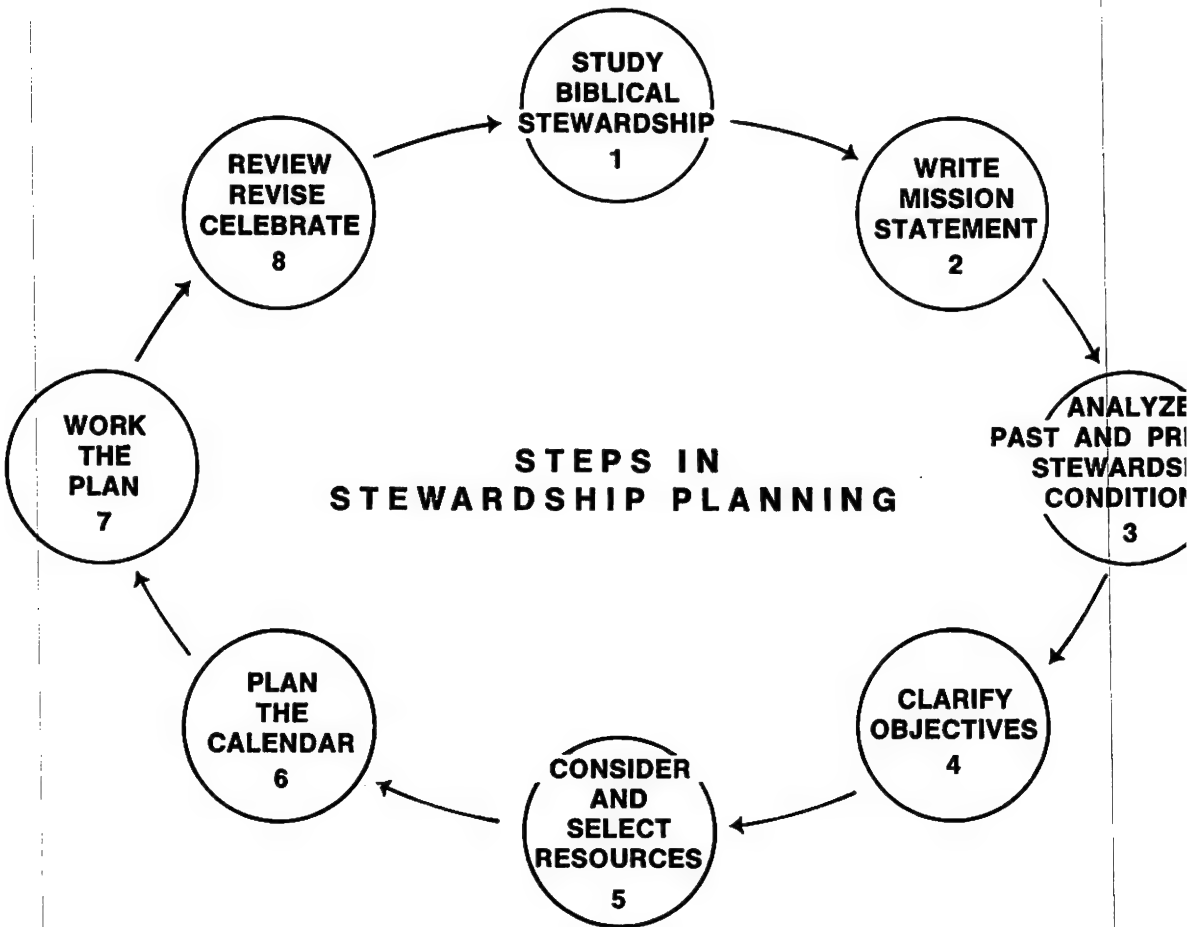 STUDY
BIBLICAL
STEWARDSHIP
1
WRITE
MISSION
STATEMENT
2
ANALYZE
PAST AND
CONDITION
3
CLARIFY
OBJECTIVES
4
CONSIDER
AND
SELECT
RESOURCES
5
PLAN
THE
CALENDAR
6
WORK
THE
PLAN
7
REVIEW
REVISE
CELEBRATE
8
STEPS IN
STEWARDSHIP PLANNING